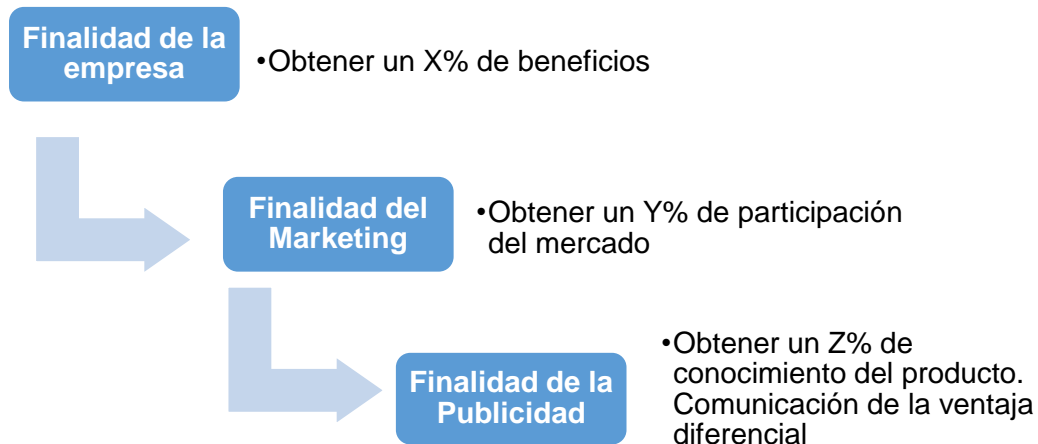 Finalidad de la
empresa
•Obtener un X% de beneficios
Finalidad del
Marketing
•Obtener un Y% de participación
del mercado
Finalidad de la
Publicidad
•Obtener un Z% de
conocimiento del producto.
Comunicación de la ventaja
diferencial